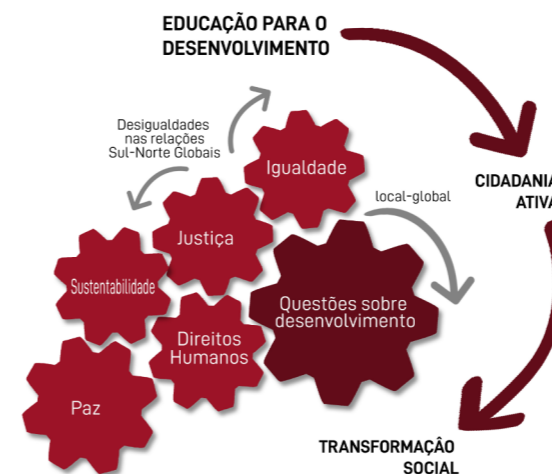 EDUCAÇÃO PARA O
DESENVOLVIMENTO
Desigualdades
nas relações
Sul-Norte Globais
Igualdade
local-global
CIDADANIA
ATIVA
Justiça
Sustentabilidade
Questões sobre
desenvolvimento
Direitos
Humanos
Paz
TRANSFORMAÇÂO
SOCIAL